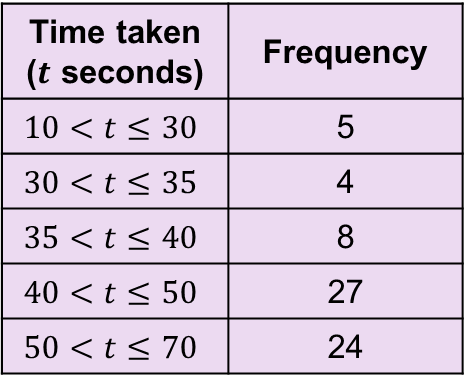 Time taken
(t seconds)
Frequency
10 < t ≤ 30
5
30 < t ≤ 35
4
35 < t ≤ 40
8
40 < t ≤ 50
27
50 < t ≤ 70
24